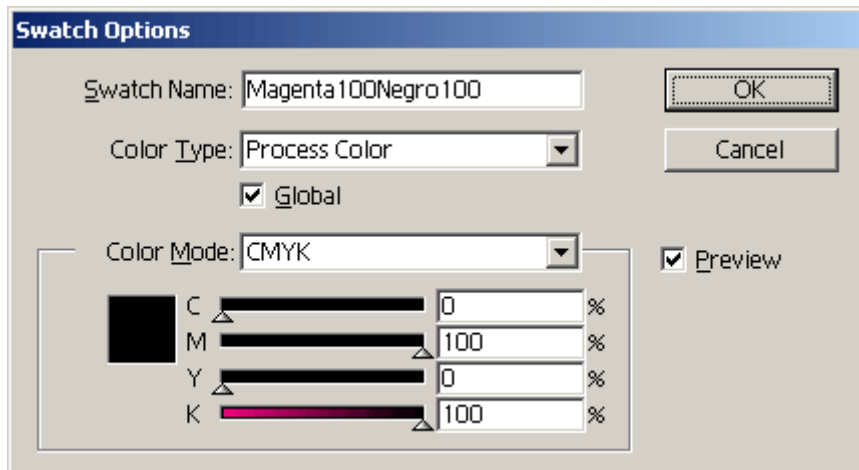 Swatch Options
Swatch Name: Magenta100Negro100 OK
Color Type: Process Color Cancel
Global
Color Mode: CMYK Preview
C 0 %
M 100 %
Y 0 %
K 100 %